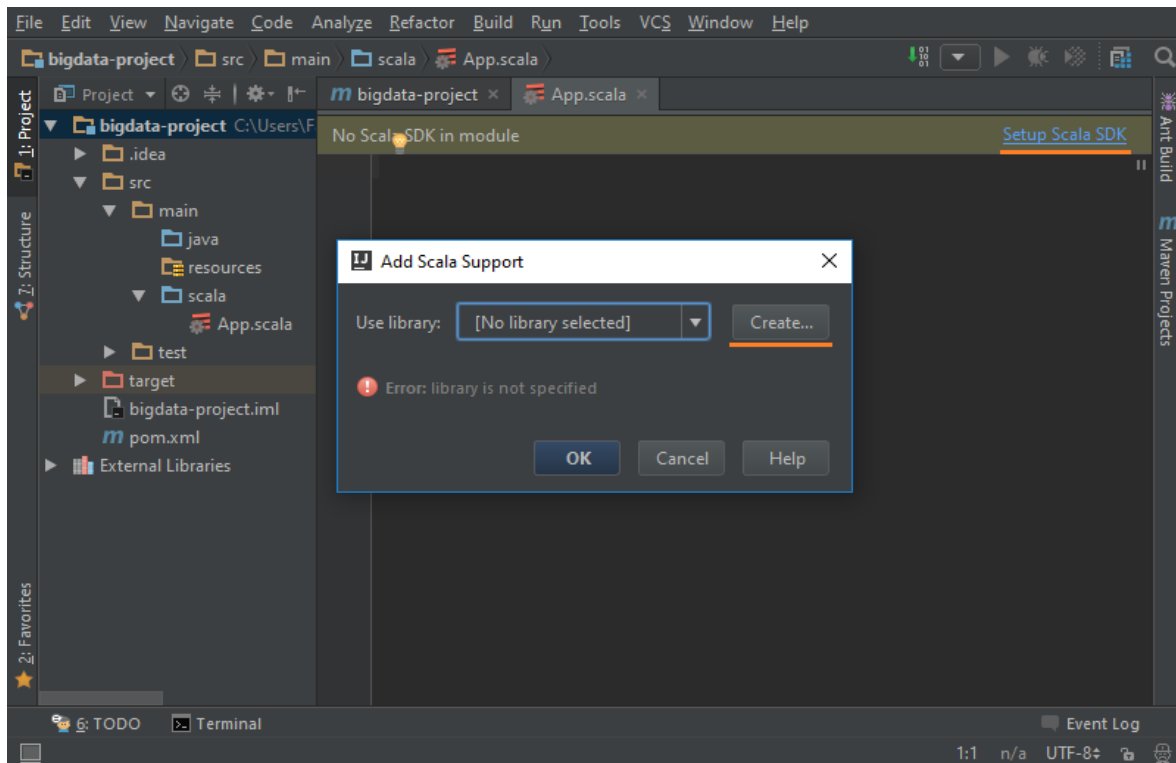 File Edit View Navigate Code Analyze Refactor Build Run Tools VCS Window Help
bigdata-project src main scala App.scala
Project
m bigdata-project × App.scala ×
bigdata-project C:\Users\F
No Scala SDK in module Setup Scala SDK
.idea
src
main
java
resources
scala
App.scala
test
target
bigdata-project.iml
m pom.xml
External Libraries
1: Project
7: Structure
2: Favorites
IJ Add Scala Support
Use library: [No library selected] Create...
Error: library is not specified
OK Cancel Help
Ant Build
m Maven Projects
6: TODO Terminal Event Log
1:1 n/a UTF-8